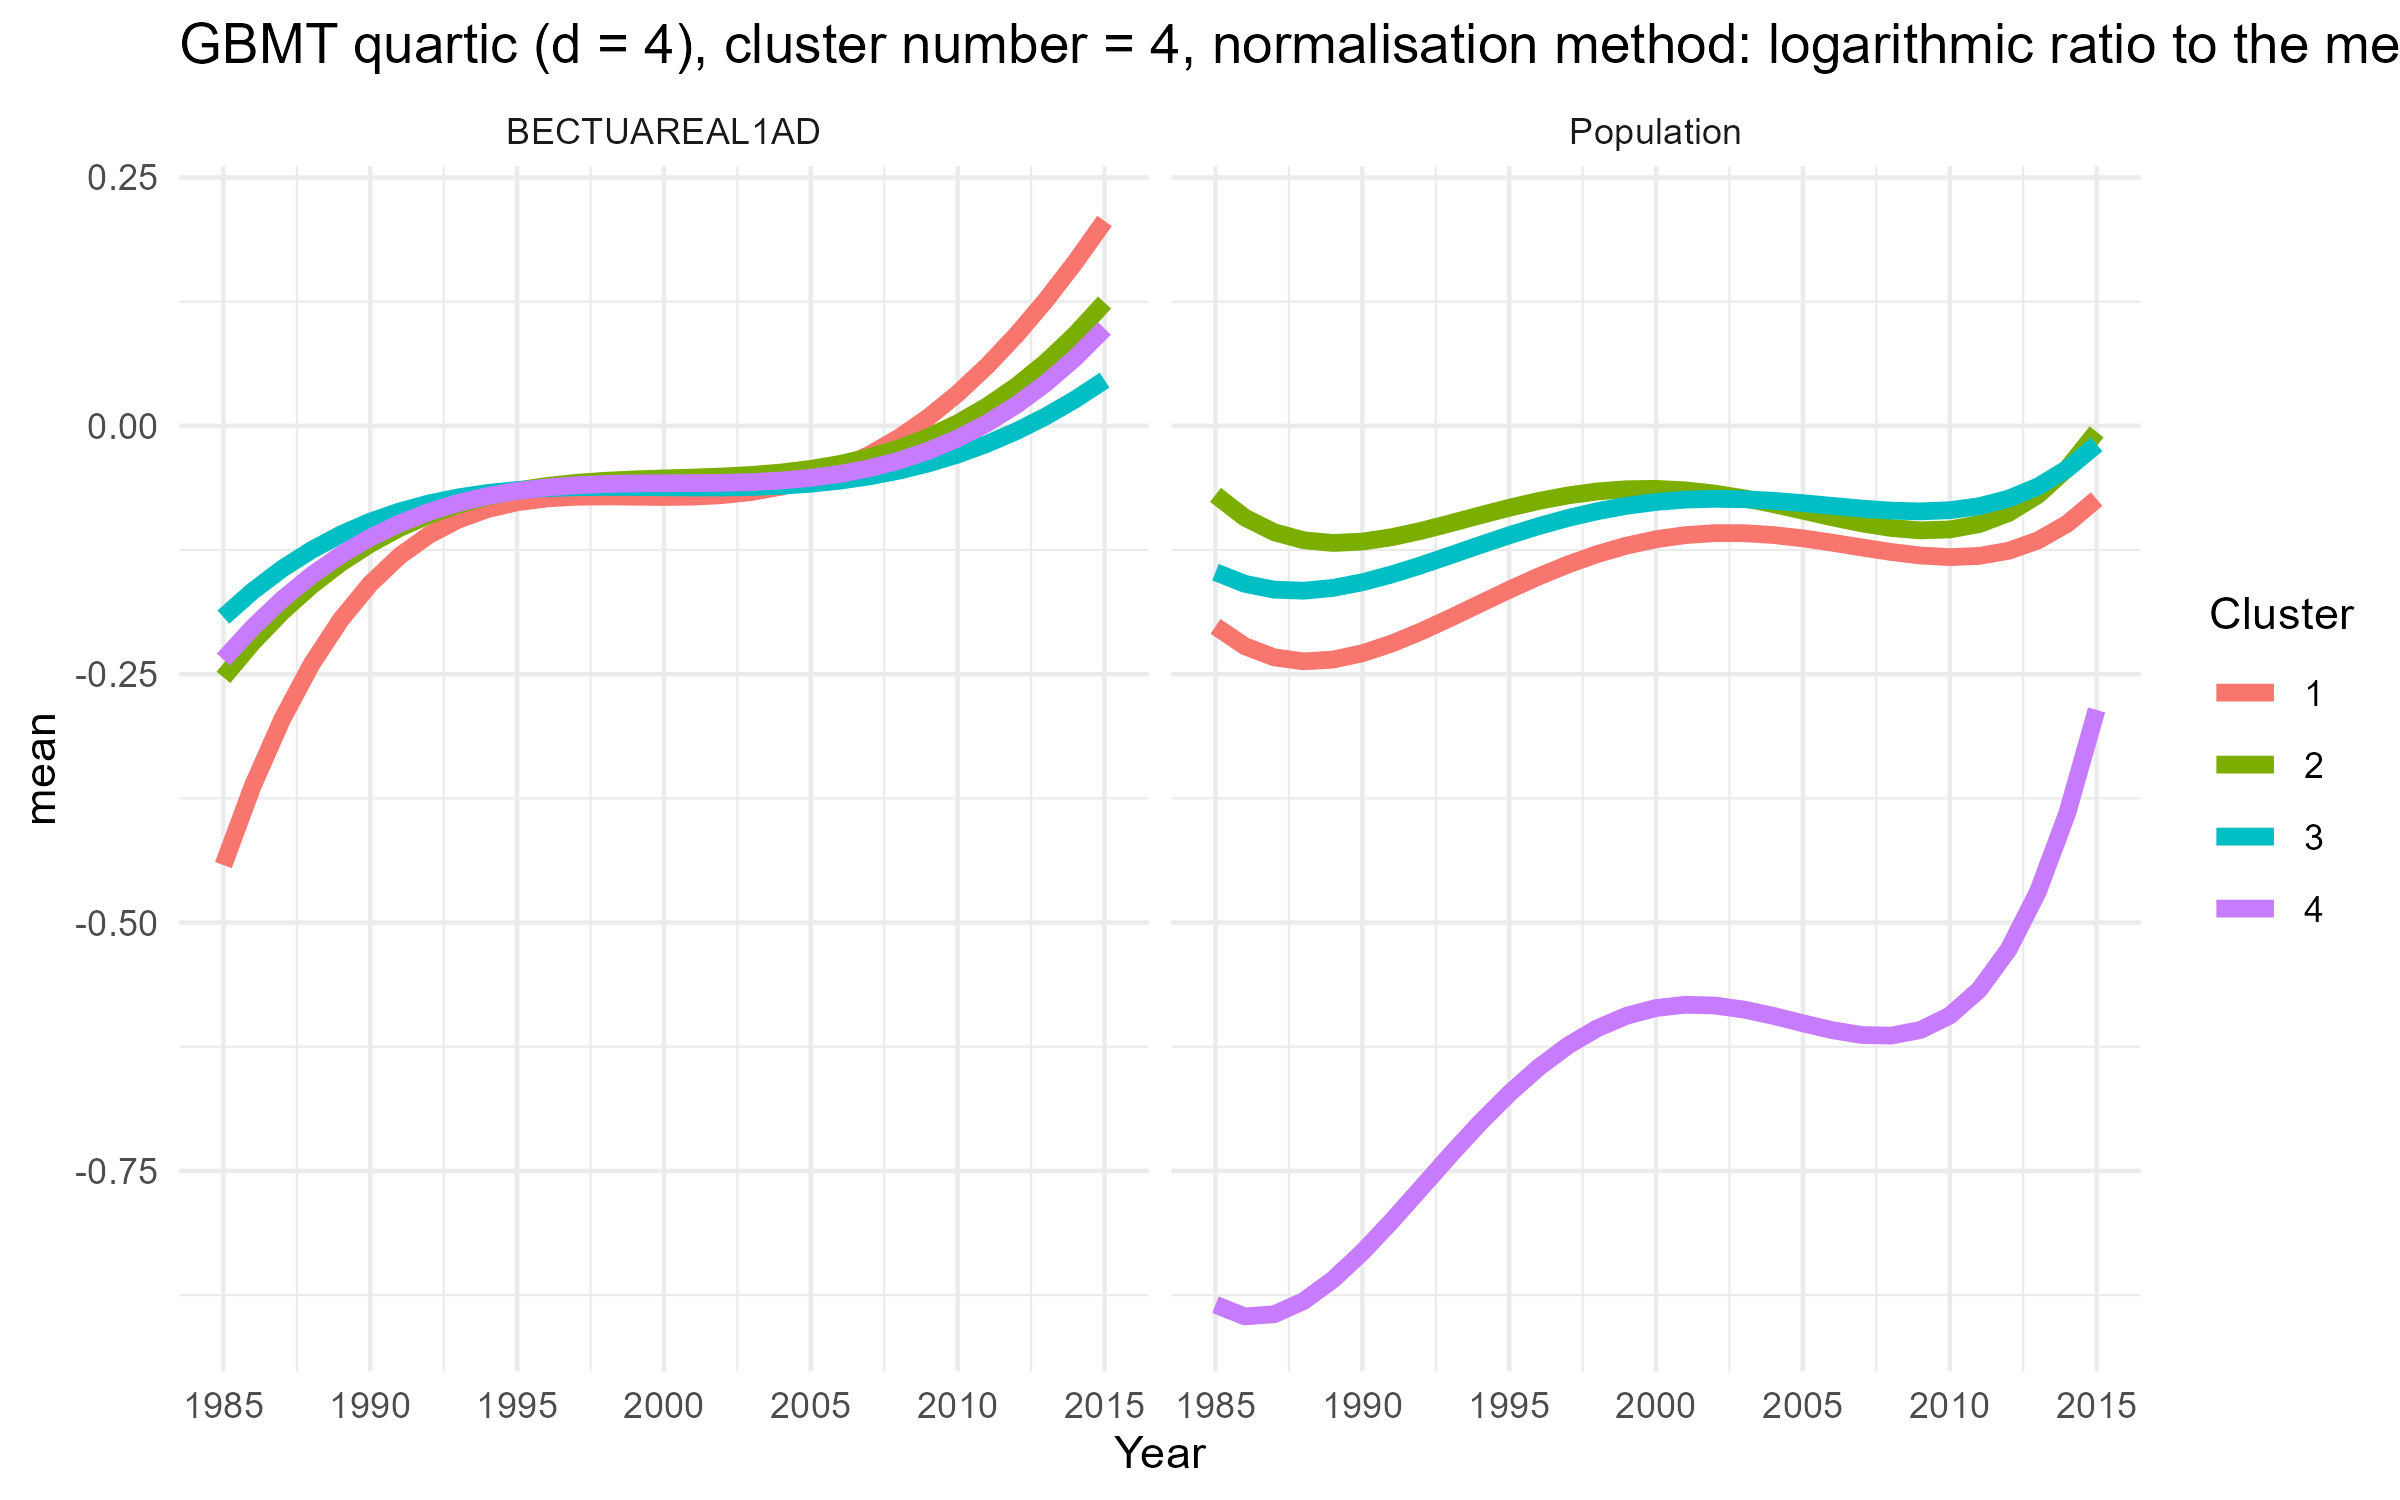 GBMT quartic (d = 4), cluster number = 4, normalisation method: logarithmic ratio to the me
BECTUAREAL1AD
Population
0.25
0.00
-0.25
-0.50
-0.75
mean
1985 1990 1995 2000 2005 2010 2015
1985 1990 1995 2000 2005 2010 2015
Year
Cluster
1
2
3
4